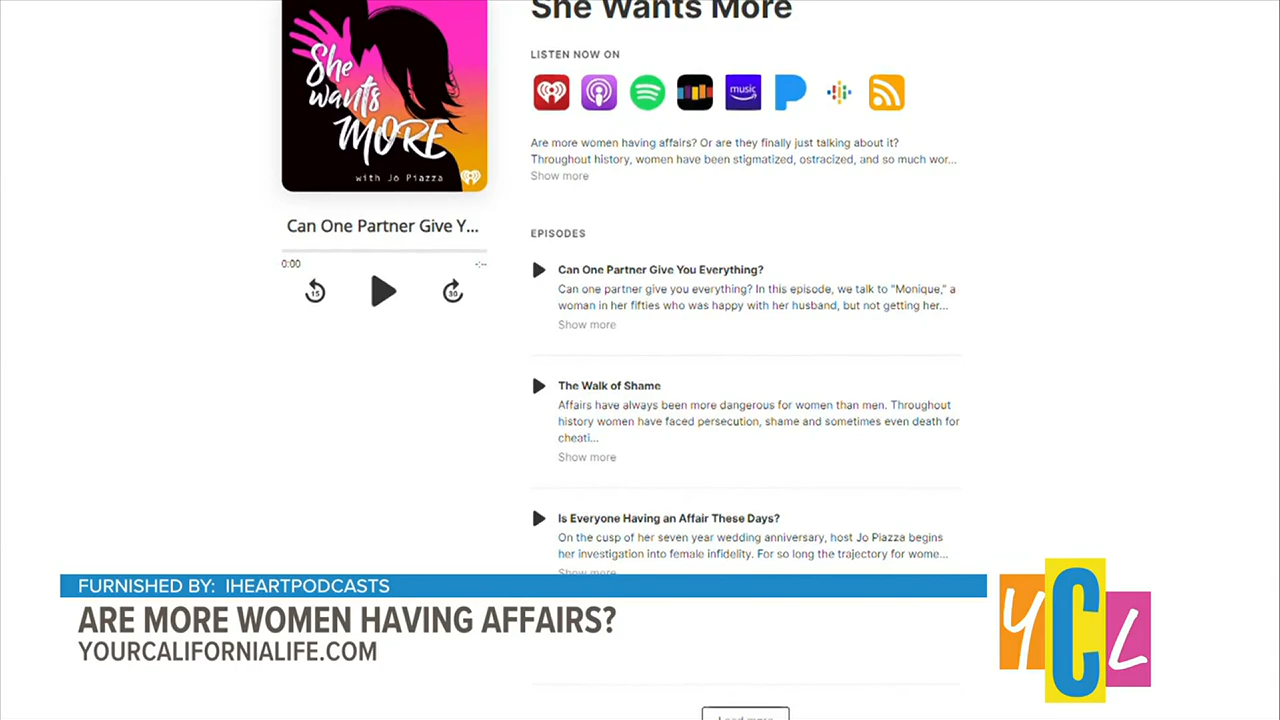 She Wants More
LISTEN NOW ON
music
She
wants
MORE
with Jo Piazza
Are more women having affairs? Or are they finally just talking about it?
Throughout history, women have been stigmatized, ostracized, and so much wor...
Show more
Can One Partner Give Y...
0:00
-:--
15
30
EPISODES
Can One Partner Give You Everything?
Can one partner give you everything? In this episode, we talk to "Monique," a
woman in her fifties who was happy with her husband, but not getting her...
Show more
The Walk of Shame
Affairs have always been more dangerous for women than men. Throughout
history women have faced persecution, shame and sometimes even death for
cheati...
Show more
Is Everyone Having an Affair These Days?
On the cusp of her seven year wedding anniversary, host Jo Piazza begins
her investigation into female infidelity. For so long the trajectory for wome...
Show more
FURNISHED BY: IHEARTPODCASTS
ARE MORE WOMEN HAVING AFFAIRS?
YOURCALIFORNIALIFE.COM
YCL
Load more